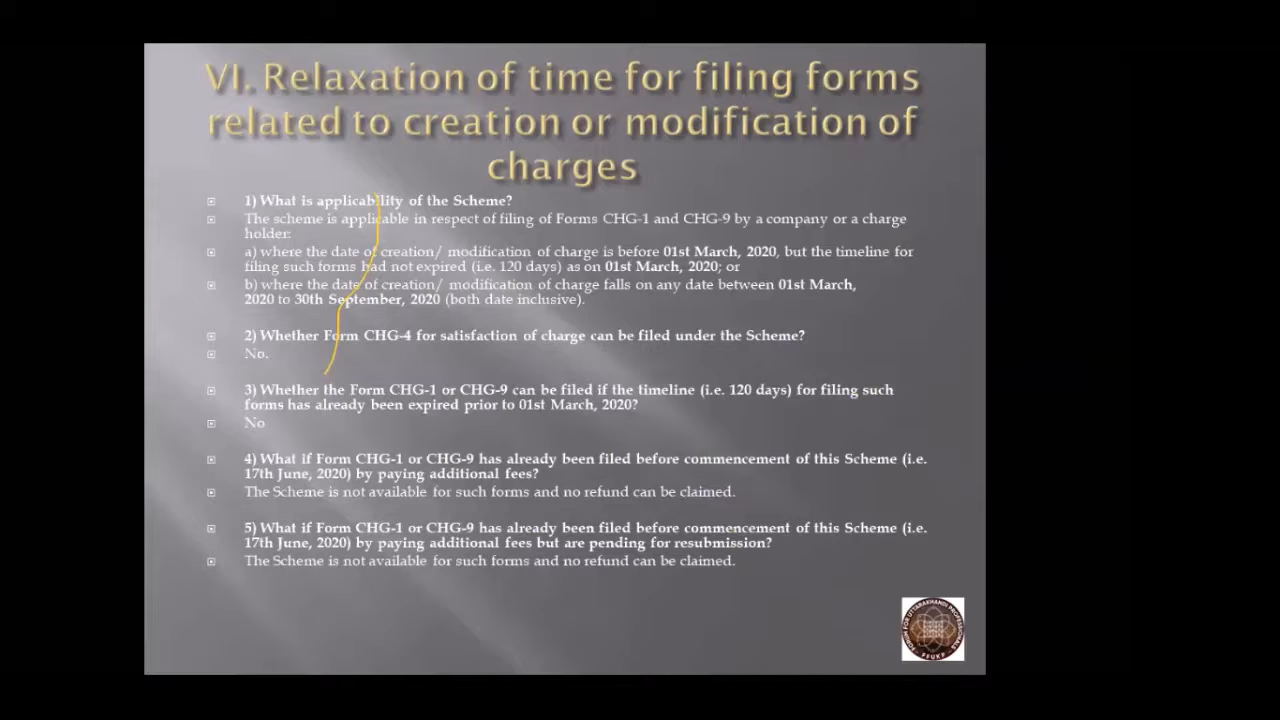 VI. Relaxation of time for filing forms
related to creation or modification of
charges
1) What is applicability of the Scheme?
The scheme is applicable in respect of filing of Forms CHG-1 and CHG-9 by a company or a charge
holder:
a) where the date of creation/ modification of charge is before 01st March, 2020, but the timeline for
filing such forms had not expired (i.e. 120 days) as on 01st March, 2020; or
b) where the date of creation/ modification of charge falls on any date between 01st March,
2020 to 30th September, 2020 (both date inclusive).
2) Whether Form CHG-4 for satisfaction of charge can be filed under the Scheme?
No.
3) Whether the Form CHG-1 or CHG-9 can be filed if the timeline (i.e. 120 days) for filing such
forms has already been expired prior to 01st March, 2020?
No
4) What if Form CHG-1 or CHG-9 has already been filed before commencement of this Scheme (i.e.
17th June, 2020) by paying additional fees?
The Scheme is not available for such forms and no refund can be claimed.
5) What if Form CHG-1 or CHG-9 has already been filed before commencement of this Scheme (i.e.
17th June, 2020) by paying additional fees but are pending for resubmission?
The Scheme is not available for such forms and no refund can be claimed.
FORUM FOR UTTARAKHAND PROFESSIONALS
FFUKP